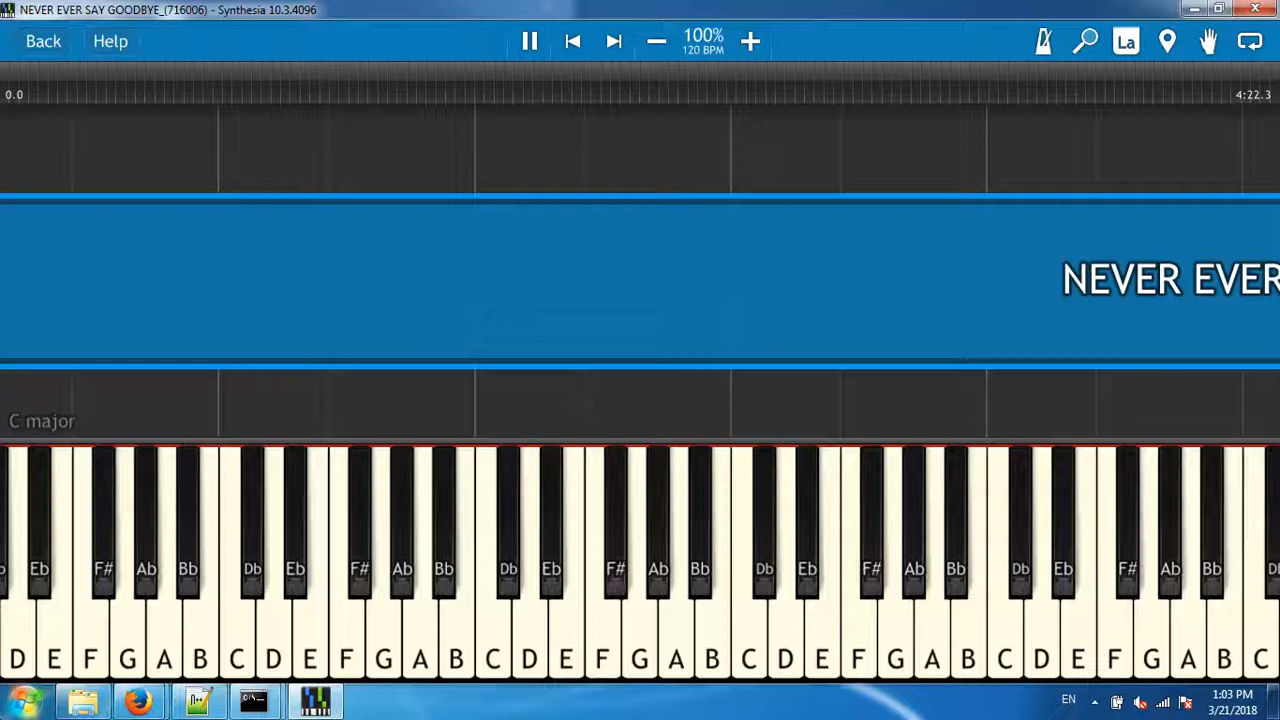 NEVER EVER SAY GOODBYE_(716006) - Synthesia 10.3.4096
Back Help 100% La
120 BPM
0.0 4:22.3
NEVER EVER
C major
Eb F# Ab Bb Db Eb F# Ab Bb Db Eb F# Ab Bb Db Eb F# Ab Bb Db Eb F# Ab Bb
D E F G A B C D E F G A B C D E F G A B C D E F G A B C D E F G A B C
EN 1:03 PM
3/21/2018